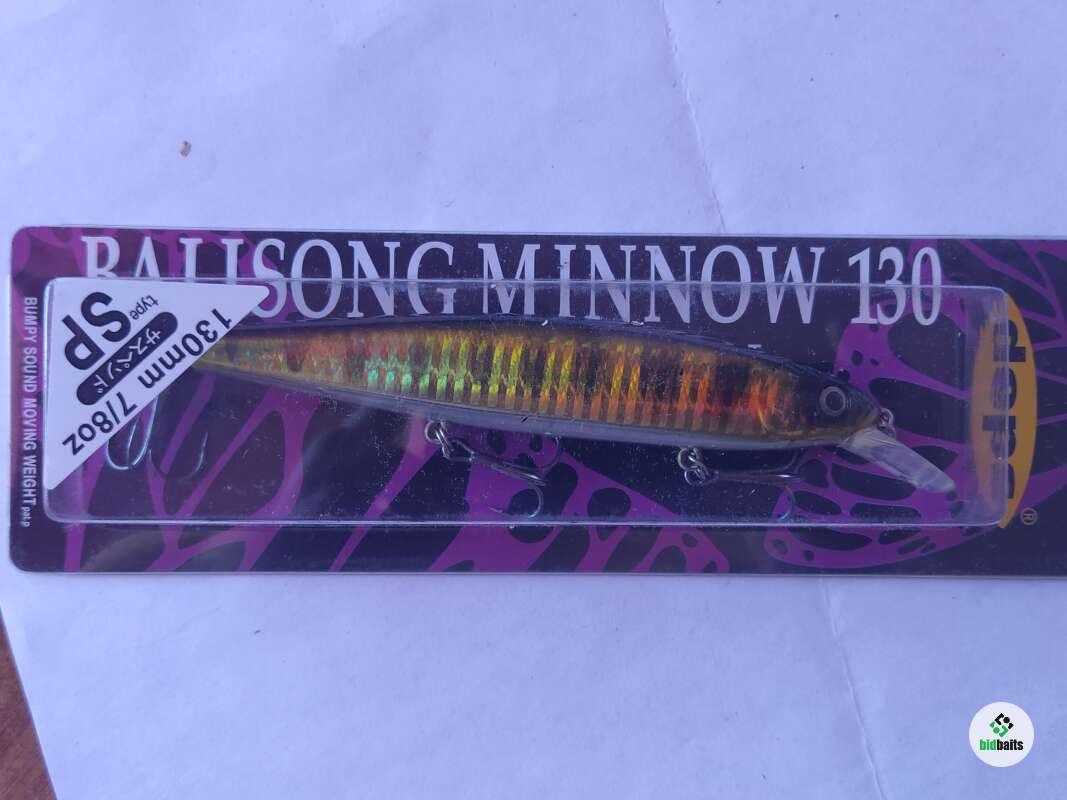 BALISONG MINNOW 130
130mm 7/8oz
サスペンド
type
SP
BUMPY SOUND MOVING WEIGHT pat.p
deps
®
bidbaits